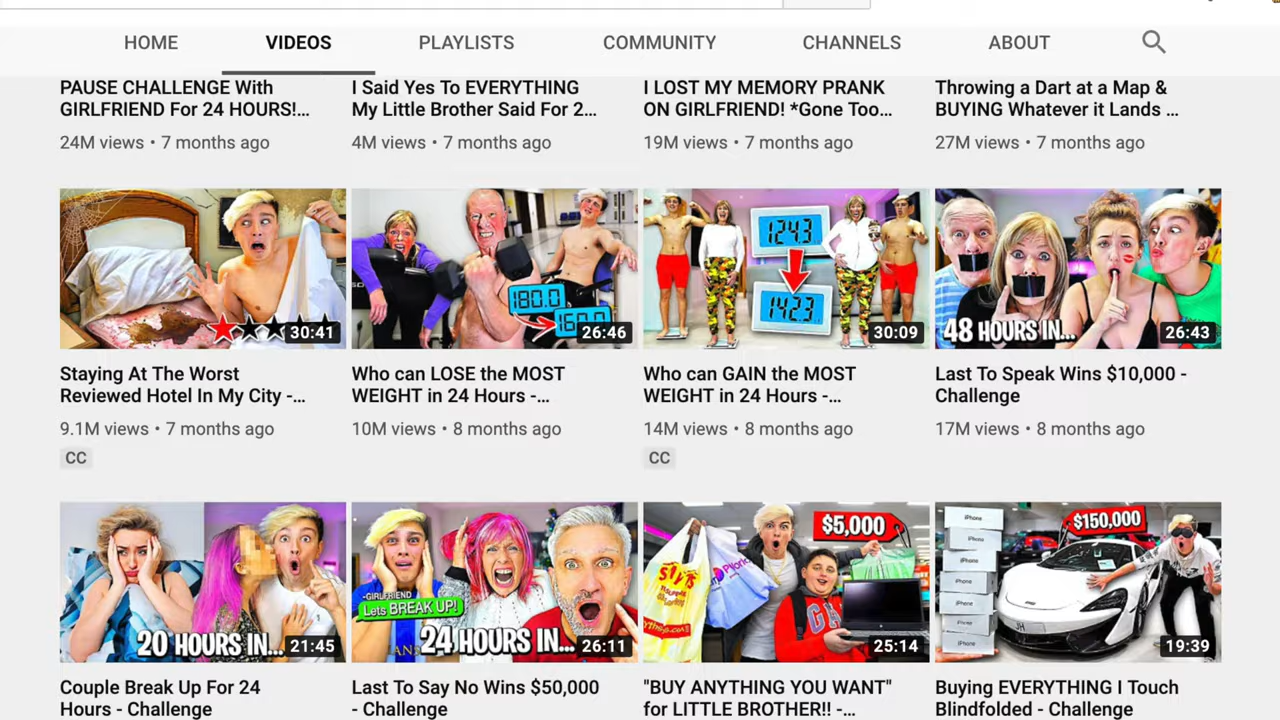 HOME VIDEOS PLAYLISTS COMMUNITY CHANNELS ABOUT
PAUSE CHALLENGE With
GIRLFRIEND For 24 HOURS!...
24M views • 7 months ago
I Said Yes To EVERYTHING
My Little Brother Said For 2...
4M views • 7 months ago
I LOST MY MEMORY PRANK
ON GIRLFRIEND! *Gone Too...
19M views • 7 months ago
Throwing a Dart at a Map &
BUYING Whatever it Lands ...
27M views • 7 months ago
30:41
Staying At The Worst
Reviewed Hotel In My City -...
9.1M views • 7 months ago
CC
180.0
160.0
26:46
Who can LOSE the MOST
WEIGHT in 24 Hours -...
10M views • 8 months ago
124.3
142.3
30:09
Who can GAIN the MOST
WEIGHT in 24 Hours -...
14M views • 8 months ago
CC
48 HOURS IN...
26:43
Last To Speak Wins $10,000 -
Challenge
17M views • 8 months ago
20 HOURS IN...
21:45
Couple Break Up For 24
Hours - Challenge
-GIRLFRIEND
Lets BREAK UP!
24 HOURS IN...
26:11
Last To Say No Wins $50,000
- Challenge
$5,000
25:14
"BUY ANYTHING YOU WANT"
for LITTLE BROTHER!! -...
$150,000
iPhone
iPhone
iPhone
iPhone
iPhone
iPhone
JH
19:39
Buying EVERYTHING I Touch
Blindfolded - Challenge